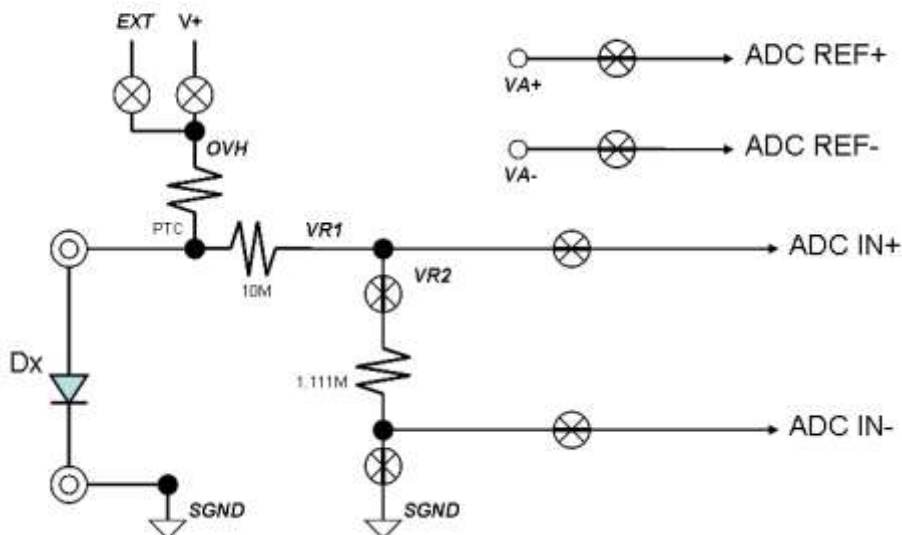 EXT V+
ADC REF+
VA+
OVH
ADC REF-
VA-
PTC
VR1
ADC IN+
VR2
10M
Dx
1.111M
ADC IN-
SGND
SGND